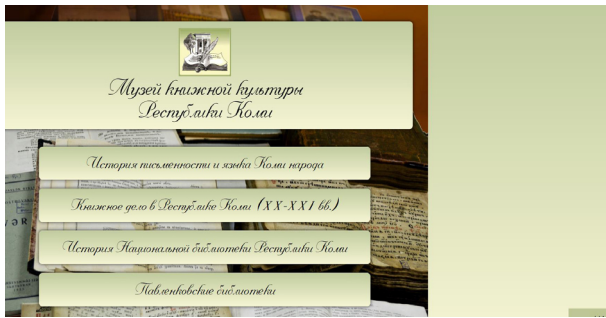 Музей книжной культуры
Республики Коми
История письменности и языка Коми народа
Книжное дело в Республике Коми (XX-XXI вв.)
История Национальной библиотеки Республики Коми
Павленковские библиотеки